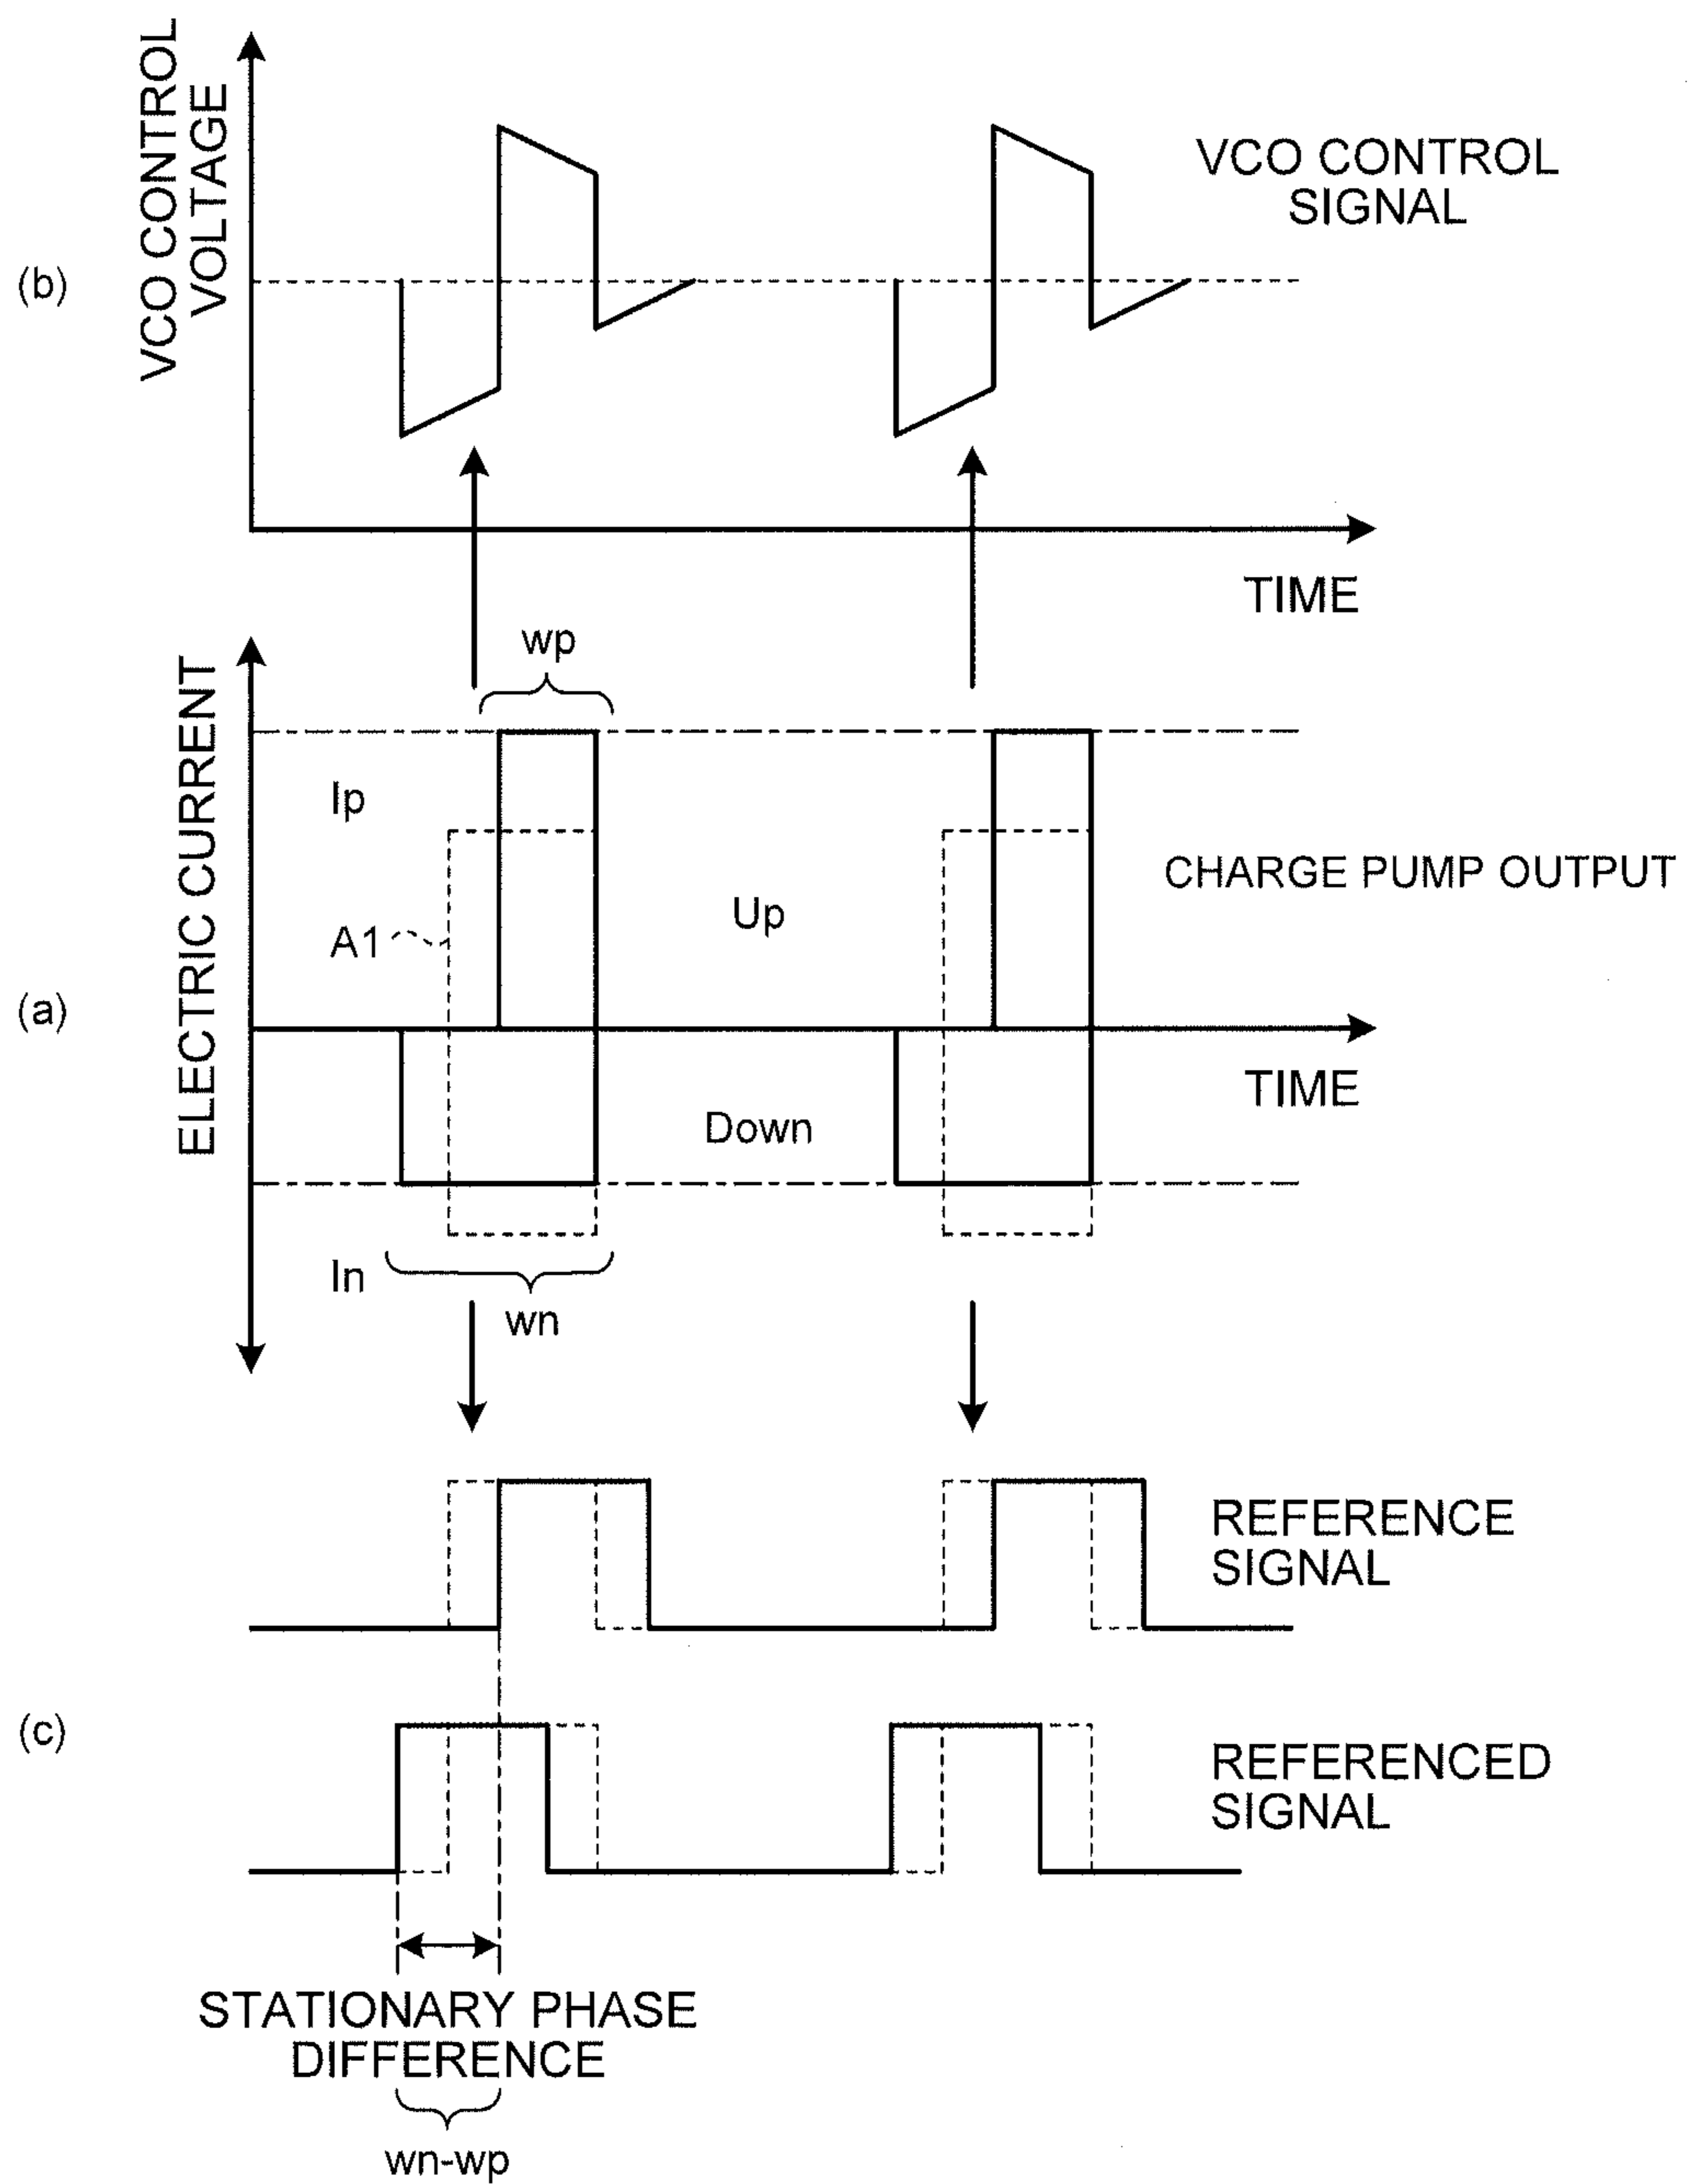 VCO CONTROL
VOLTAGE
VCO CONTROL
SIGNAL
(b)
TIME
wp
ELECTRIC CURRENT
Ip
CHARGE PUMP OUTPUT
Up
A1
(a)
TIME
Down
In
wn
REFERENCE
SIGNAL
(c)
REFERENCED
SIGNAL
STATIONARY PHASE
DIFFERENCE
wn-wp